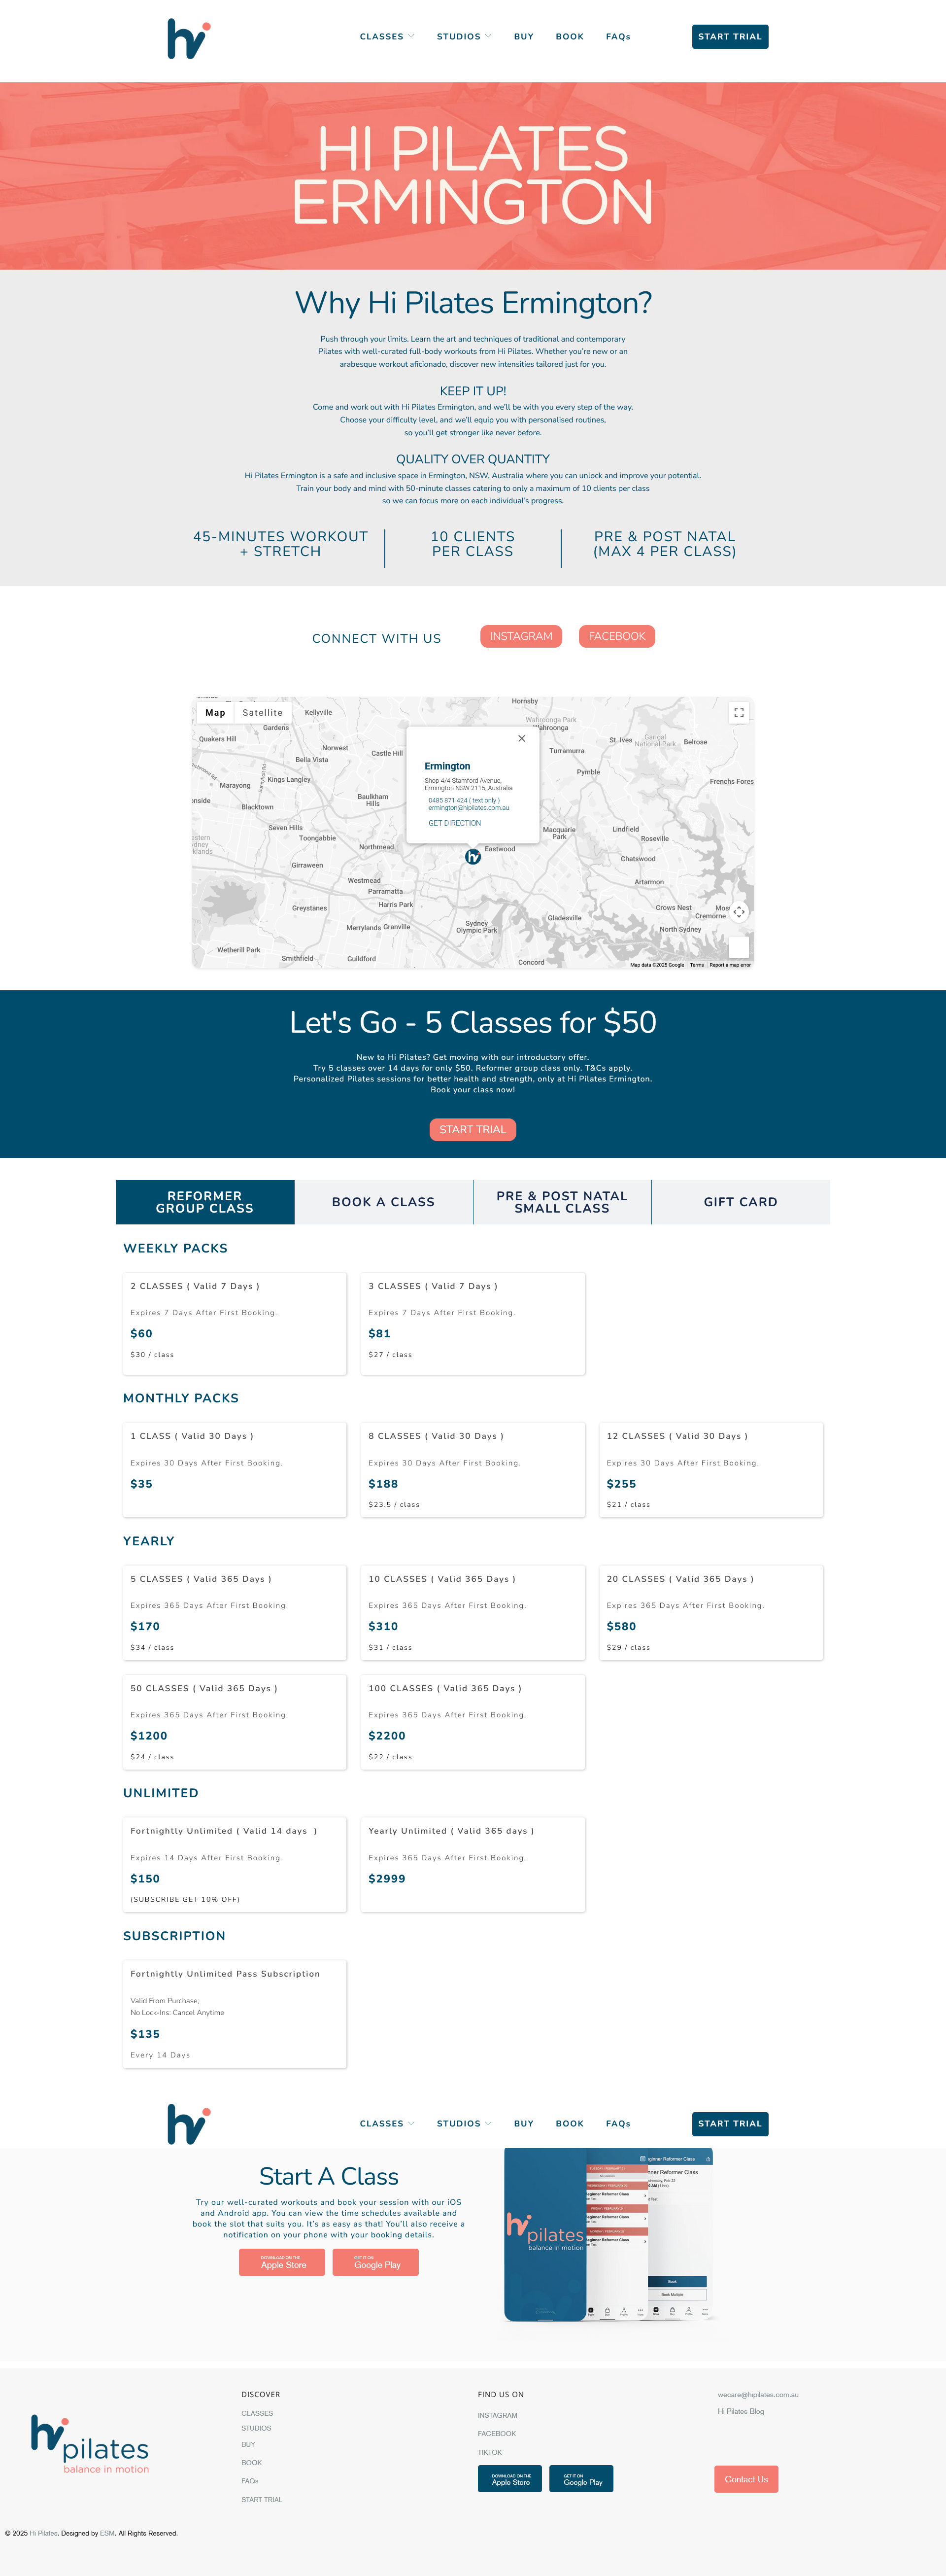 hi
CLASSES
STUDIOS
BUY
BOOK
FAQs
START TRIAL
HI PILATES
ERMINGTON
Why Hi Pilates Ermington?
Push through your limits. Learn the art and techniques of traditional and contemporary
Pilates with well-curated full-body workouts from Hi Pilates. Whether you're new or an
arabesque workout aficionado, discover new intensities tailored just for you.
KEEP IT UP!
Come and work out with Hi Pilates Ermington, and we'll be with you every step of the way.
Choose your difficulty level, and we'll equip you with personalised routines,
so you'll get stronger like never before.
QUALITY OVER QUANTITY
Hi Pilates Ermington is a safe and inclusive space in Ermington, NSW, Australia where you can unlock and improve your potential.
Train your body and mind with 50-minute classes catering to only a maximum of 10 clients per class
so we can focus more on each individual's progress.
45-MINUTES WORKOUT
+ STRETCH
10 CLIENTS
PER CLASS
PRE & POST NATAL
(MAX 4 PER CLASS)
CONNECT WITH US
INSTAGRAM
FACEBOOK
Map
Satellite
Kellyville
Hornsby
Wahroonga Park
Wahroonga
Gardens
Quakers Hill
Norwest
Castle Hill
Bella Vista
Turramurra
St. Ives
Garigal
National Park
Belrose
Kings Langley
Marayong
Pymble
Frenchs Fores
Blacktown
Baulkham
Hills
Seven Hills
Toongabbie
Northmead
Girraween
Westmead
Parramatta
Greystanes
Harris Park
Merrylands
Granville
Wetherill Park
Smithfield
Guildford
Sydney
Olympic Park
Concord
Gladesville
Eastwood
Macquarie
Park
Lindfield
Roseville
Chatswood
Artarmon
Crows Nest
Mos
Cremorne
North Sydney
Ermington
Shop 4/4 Stamford Avenue,
Ermington NSW 2115, Australia
0485 871 424 ( text only )
ermington@hipilates.com.au
GET DIRECTION
hi
Map data ©2025 Google
Terms
Report a map error
Let's Go - 5 Classes for $50
New to Hi Pilates? Get moving with our introductory offer.
Try 5 classes over 14 days for only $50. Reformer group class only. T&Cs apply.
Personalized Pilates sessions for better health and strength, only at Hi Pilates Ermington.
Book your class now!
START TRIAL
REFORMER
GROUP CLASS
BOOK A CLASS
PRE & POST NATAL
SMALL CLASS
GIFT CARD
WEEKLY PACKS
2 CLASSES ( Valid 7 Days )
Expires 7 Days After First Booking.
$60
$30 / class
3 CLASSES ( Valid 7 Days )
Expires 7 Days After First Booking.
$81
$27 / class
MONTHLY PACKS
1 CLASS ( Valid 30 Days )
Expires 30 Days After First Booking.
$35
8 CLASSES ( Valid 30 Days )
Expires 30 Days After First Booking.
$188
$23.5 / class
12 CLASSES ( Valid 30 Days )
Expires 30 Days After First Booking.
$255
$21 / class
YEARLY
5 CLASSES ( Valid 365 Days )
Expires 365 Days After First Booking.
$170
$34 / class
10 CLASSES ( Valid 365 Days )
Expires 365 Days After First Booking.
$310
$31 / class
20 CLASSES ( Valid 365 Days )
Expires 365 Days After First Booking.
$580
$29 / class
50 CLASSES ( Valid 365 Days )
Expires 365 Days After First Booking.
$1200
$24 / class
100 CLASSES ( Valid 365 Days )
Expires 365 Days After First Booking.
$2200
$22 / class
UNLIMITED
Fortnightly Unlimited ( Valid 14 days )
Expires 14 Days After First Booking.
$150
(SUBSCRIBE GET 10% OFF)
Yearly Unlimited ( Valid 365 days )
Expires 365 Days After First Booking.
$2999
SUBSCRIPTION
Fortnightly Unlimited Pass Subscription
Valid From Purchase;
No Lock-Ins: Cancel Anytime
$135
Every 14 Days
hi
CLASSES
STUDIOS
BUY
BOOK
FAQs
START TRIAL
Start A Class
Try our well-curated workouts and book your session with our iOS
and Android app. You can view the time schedules available and
book the slot that suits you. It's as easy as that! You'll also receive a
notification on your phone with your booking details.
DOWNLOAD ON THE
Apple Store
GET IT ON
Google Play
hi pilates
balance in motion
eginner Reformer Class
eginner Reformer Class
eginner Reformer Class
Book
Book Multiple
hi pilates
balance in motion
DISCOVER
CLASSES
STUDIOS
BUY
BOOK
FAQs
START TRIAL
FIND US ON
INSTAGRAM
FACEBOOK
TIKTOK
DOWNLOAD ON THE
Apple Store
GET IT ON
Google Play
wecare@hipilates.com.au
Hi Pilates Blog
Contact Us
© 2025 Hi Pilates. Designed by ESM. All Rights Reserved.